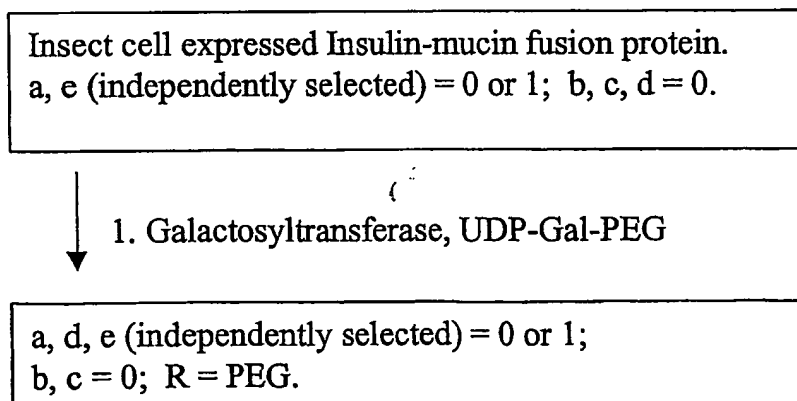 Insect cell expressed Insulin-mucin fusion protein.
a, e (independently selected) = 0 or 1; b, c, d = 0.
1. Galactosyltransferase, UDP-Gal-PEG
a, d, e (independently selected) = 0 or 1;
b, c = 0; R = PEG.